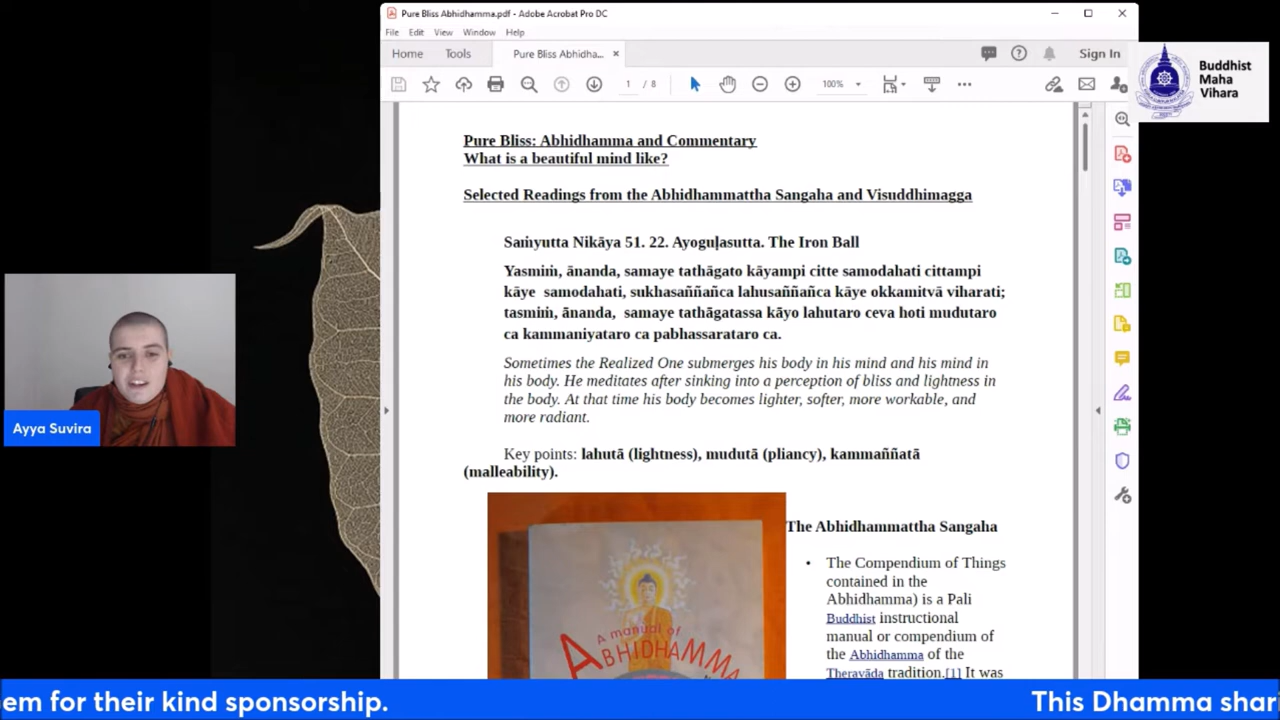 Pure Bliss Abhidhamma.pdf - Adobe Acrobat Pro DC
File Edit View Window Help
Home Tools Pure Bliss Abhidha... × Sign In
1 / 8 100%
Buddhist
Maha
Vihara
Pure Bliss: Abhidhamma and Commentary
What is a beautiful mind like?
Selected Readings from the Abhidhammattha Sangaha and Visuddhimagga
Saṁyutta Nikāya 51. 22. Ayoguḷasutta. The Iron Ball
Yasmiṁ, ānanda, samaye tathāgato kāyampi citte samodahati cittampi
kāye samodahati, sukhasaññañca lahusaññañca kāye okkamitvā viharati;
tasmiṁ, ānanda, samaye tathāgatassa kāyo lahutaro ceva hoti mudutaro
ca kammaniyataro ca pabhassarataro ca.
Sometimes the Realized One submerges his body in his mind and his mind in
his body. He meditates after sinking into a perception of bliss and lightness in
the body. At that time his body becomes lighter, softer, more workable, and
more radiant.
Key points: lahutā (lightness), mudutā (pliancy), kammaññatā
(malleability).
The Abhidhammattha Sangaha
• The Compendium of Things
contained in the
Abhidhamma) is a Pali
Buddhist instructional
manual or compendium of
the Abhidhamma of the
Theravāda tradition.[1] It was
A manual of
ABHIDHAMMA
Ayya Suvira
em for their kind sponsorship.
This Dhamma shari